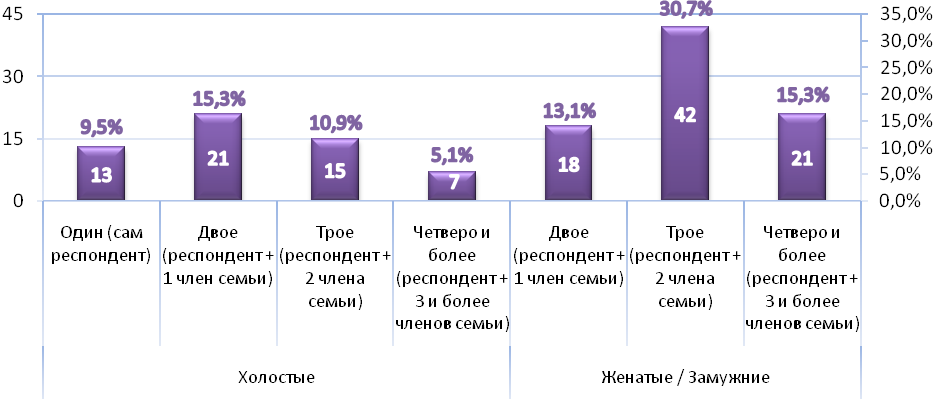 45
30
15
0
35,0%
30,0%
25,0%
20,0%
15,0%
10,0%
5,0%
0,0%
9,5%
13
15,3%
21
10,9%
15
5,1%
7
13,1%
18
30,7%
42
15,3%
21
Один (сам
респондент)
Двое
(респондент+
1 член семьи)
Трое
(респондент+
2 члена
семьи)
Четверо и
более
(респондент+
3 и более
членов семьи)
Двое
(респондент+
1 член семьи)
Трое
(респондент+
2 члена
семьи)
Четверо и
более
(респондент+
3 и более
членов семьи)
Холостые
Женатые / Замужние